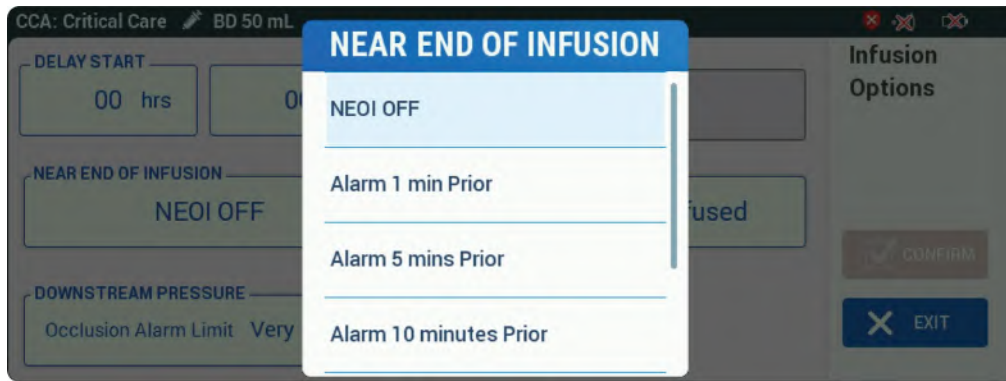 CCA: Critical Care BD 50 mL
NEAR END OF INFUSION
Infusion
Options
DELAY START
00 hrs
NEOI OFF
Alarm 1 min Prior
NEAR END OF INFUSION
NEOI OFF
Alarm 5 mins Prior
CONFIRM
DOWNSTREAM PRESSURE
Occlusion Alarm Limit Very
Alarm 10 minutes Prior
EXIT